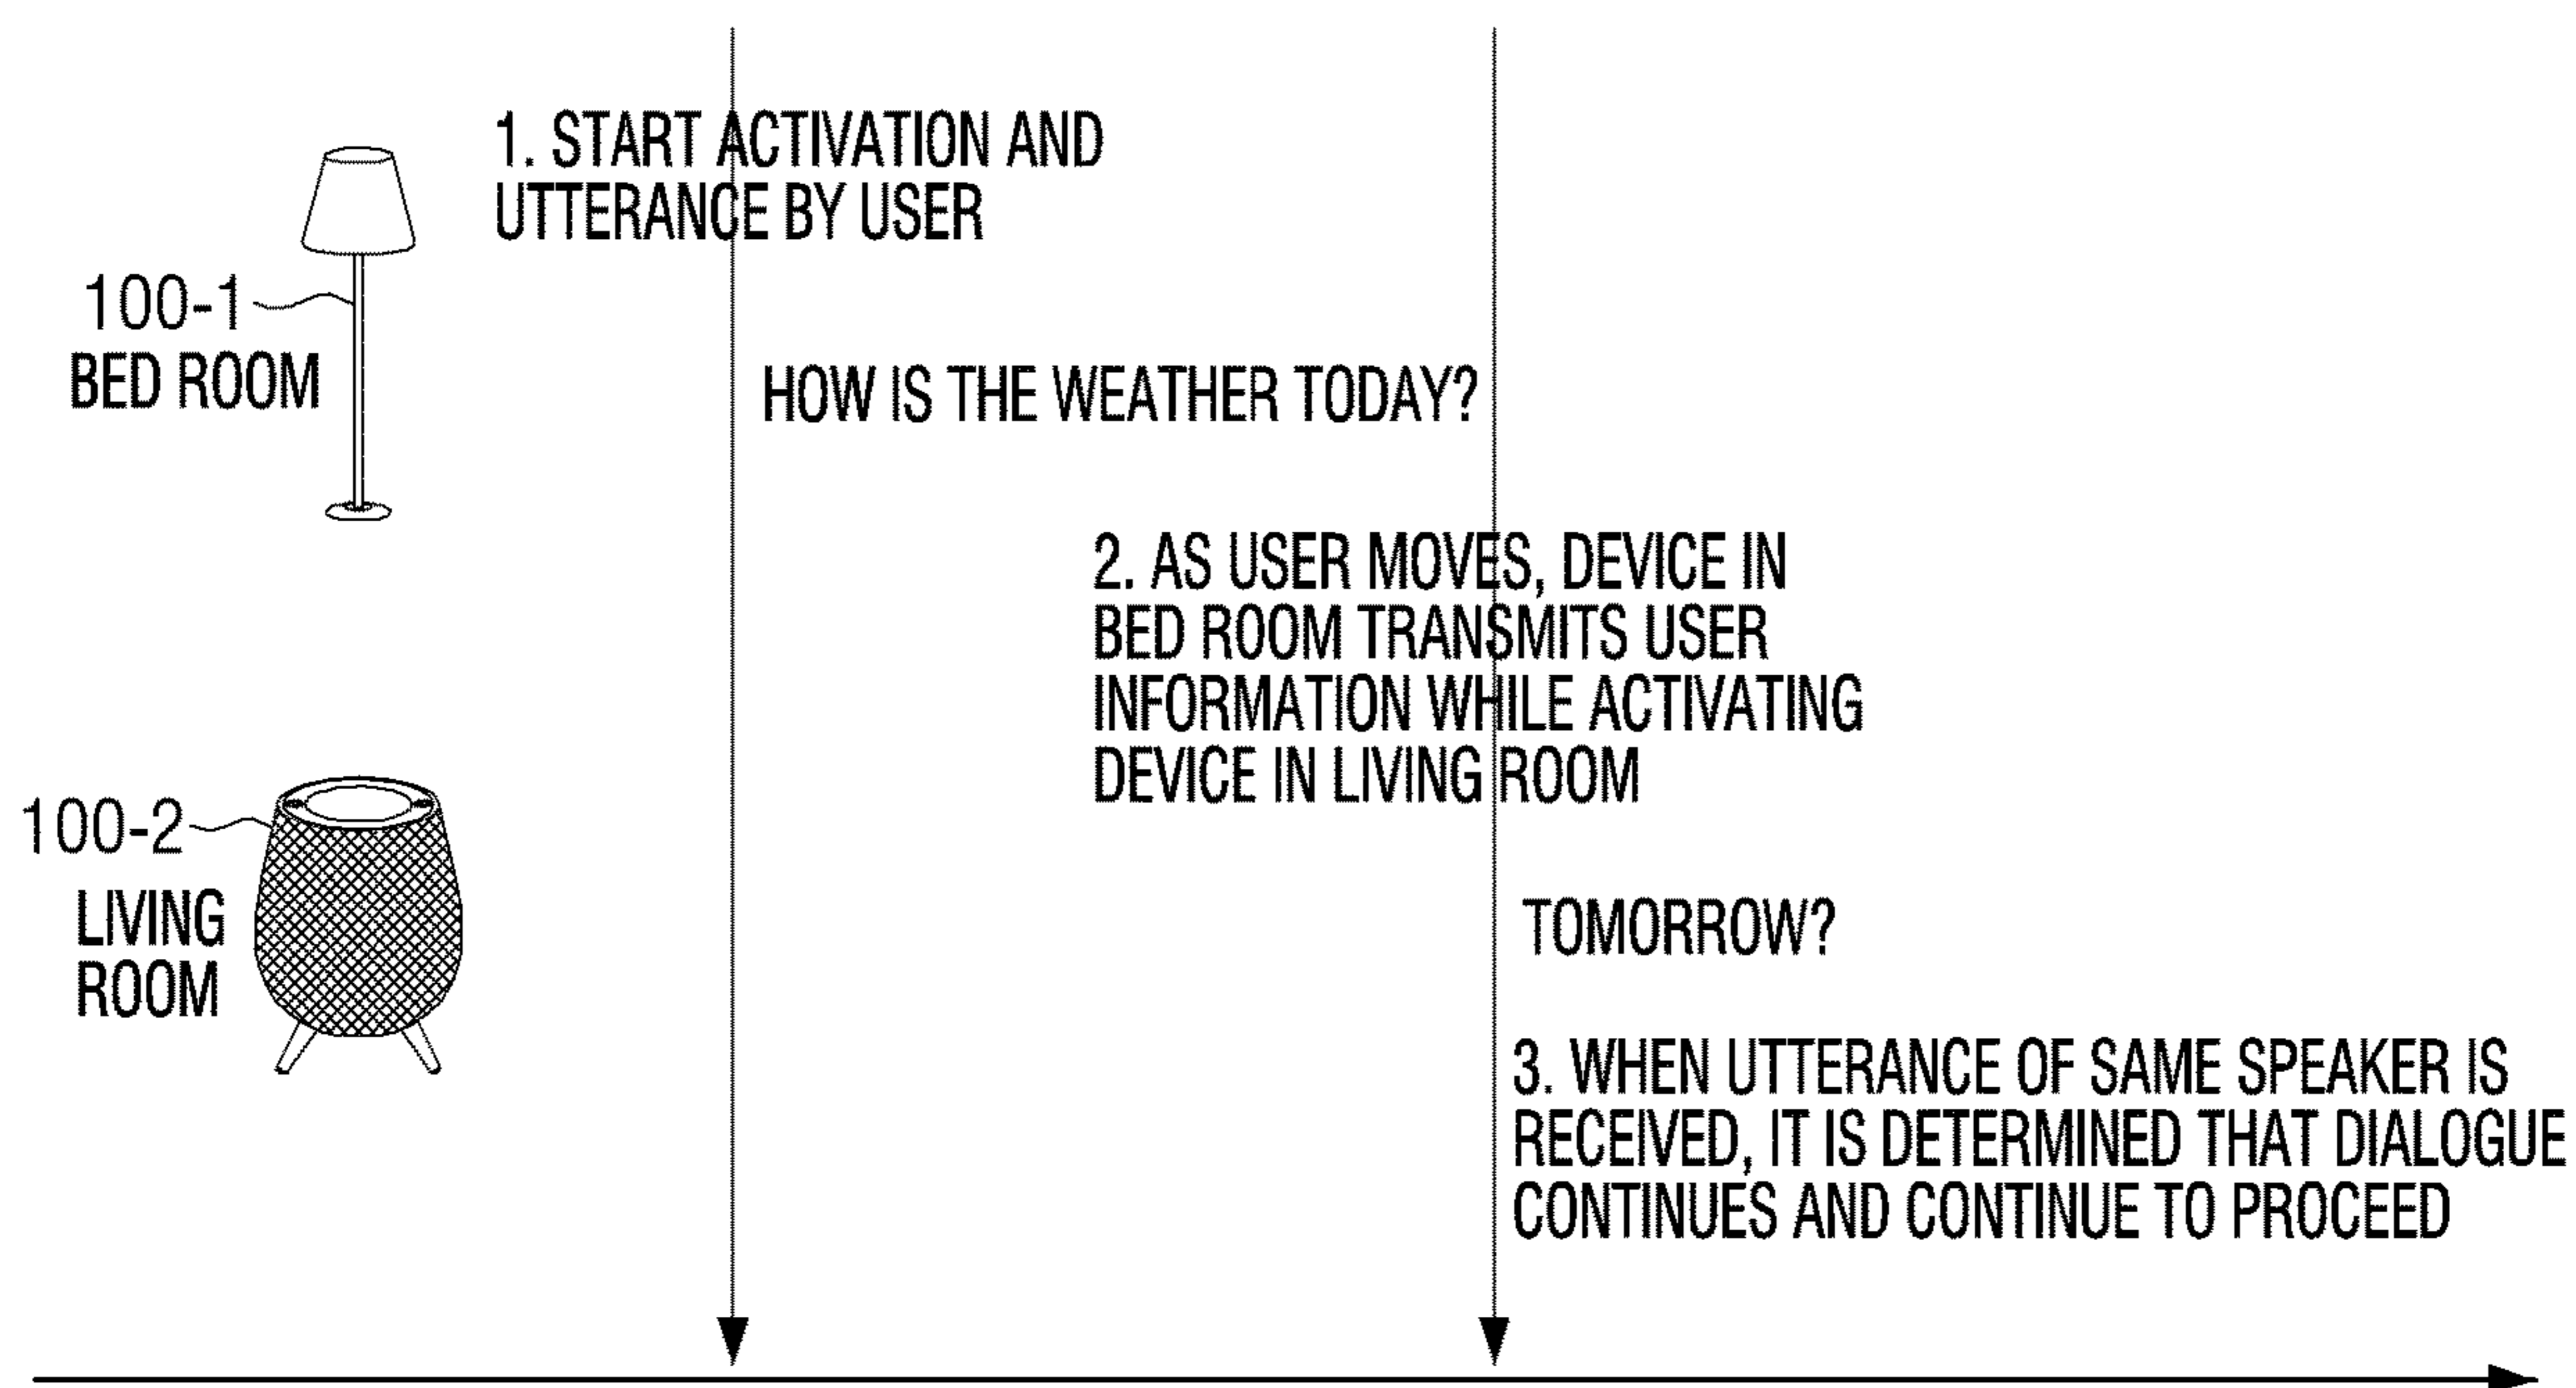 1. START ACTIVATION AND
UTTERANCE BY USER
100-1
BED ROOM
HOW IS THE WEATHER TODAY?
2. AS USER MOVES, DEVICE IN
BED ROOM TRANSMITS USER
INFORMATION WHILE ACTIVATING
DEVICE IN LIVING ROOM
100-2
LIVING
ROOM
TOMORROW?
3. WHEN UTTERANCE OF SAME SPEAKER IS
RECEIVED, IT IS DETERMINED THAT DIALOGUE
CONTINUES AND CONTINUE TO PROCEED